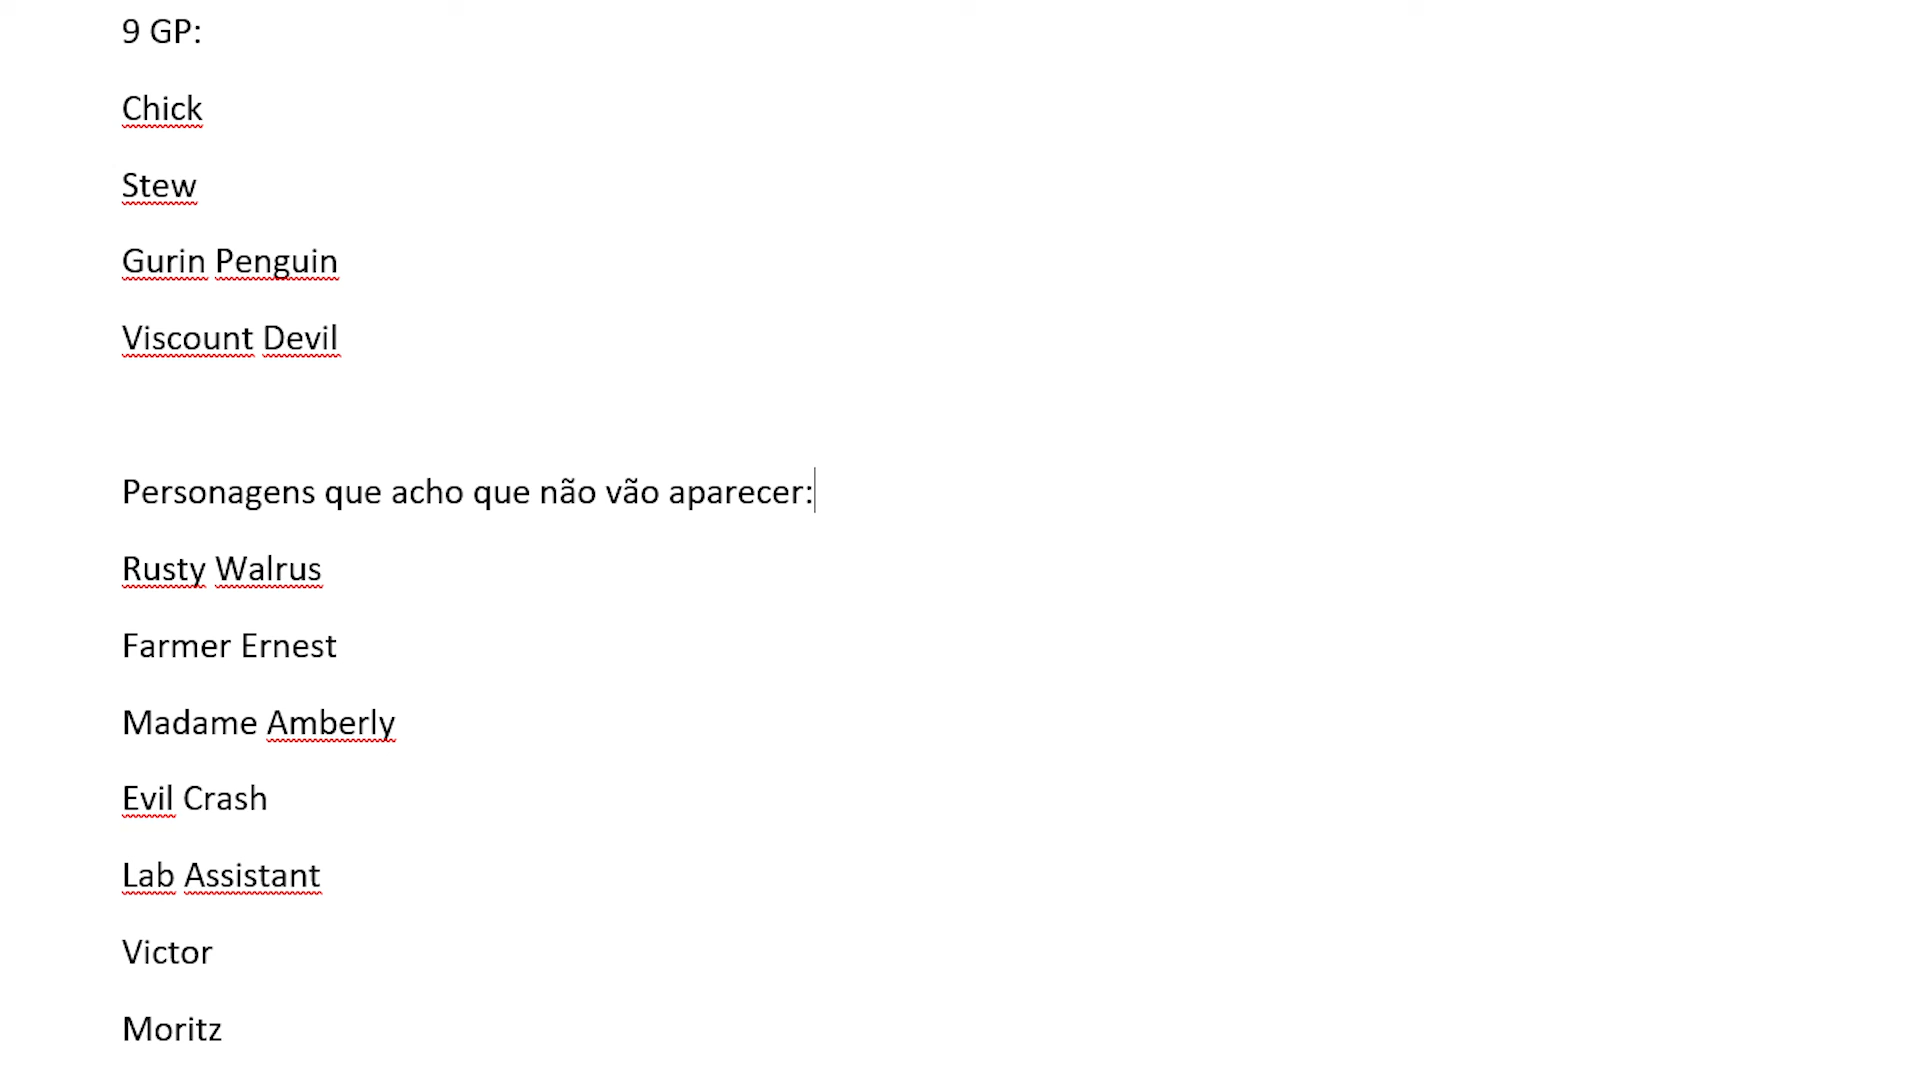 9 GP:
Chick
Stew
Gurin Penguin
Viscount Devil
Personagens que acho que não vão aparecer:
Rusty Walrus
Farmer Ernest
Madame Amberly
Evil Crash
Lab Assistant
Victor
Moritz